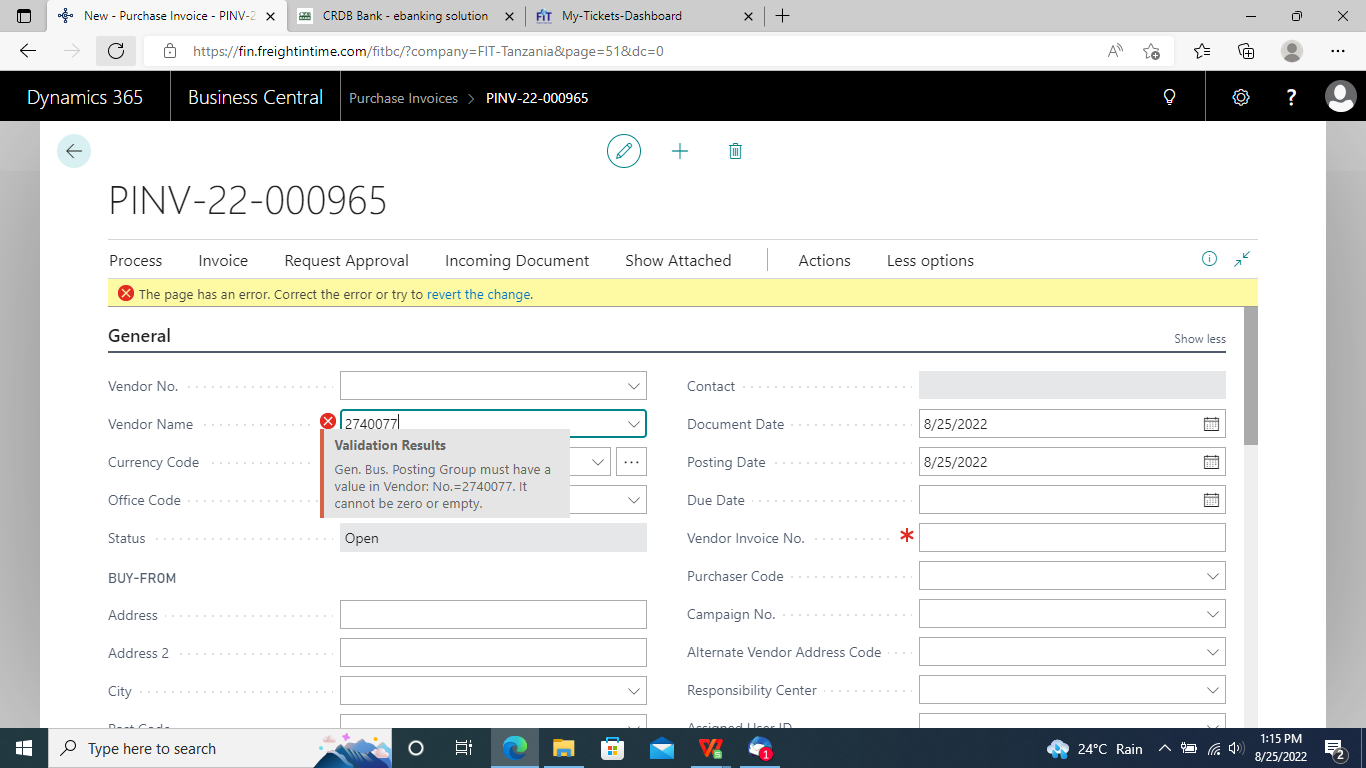 New - Purchase Invoice - PINV-2
CRDB Bank - ebanking solution
FiT
My-Tickets-Dashboard
https://fin.freightintime.com/fitbc/?company=FIT-Tanzania&page=51&dc=0
Dynamics 365
Business Central
Purchase Invoices > PINV-22-000965
PINV-22-000965
Process
Invoice
Request Approval
Incoming Document
Show Attached
Actions
Less options
The page has an error. Correct the error or try to revert the change.
General
Show less
Vendor No.
Vendor Name
2740077
Validation Results
Gen. Bus. Posting Group must have a
value in Vendor: No.=2740077. It
cannot be zero or empty.
Currency Code
Office Code
Status
Open
BUY-FROM
Address
Address 2
City
Post Code
Contact
Document Date
8/25/2022
Posting Date
8/25/2022
Due Date
Vendor Invoice No.
Purchaser Code
Campaign No.
Alternate Vendor Address Code
Responsibility Center
Assigned User ID
Type here to search
1
24°C Rain
1:15 PM
8/25/2022
2